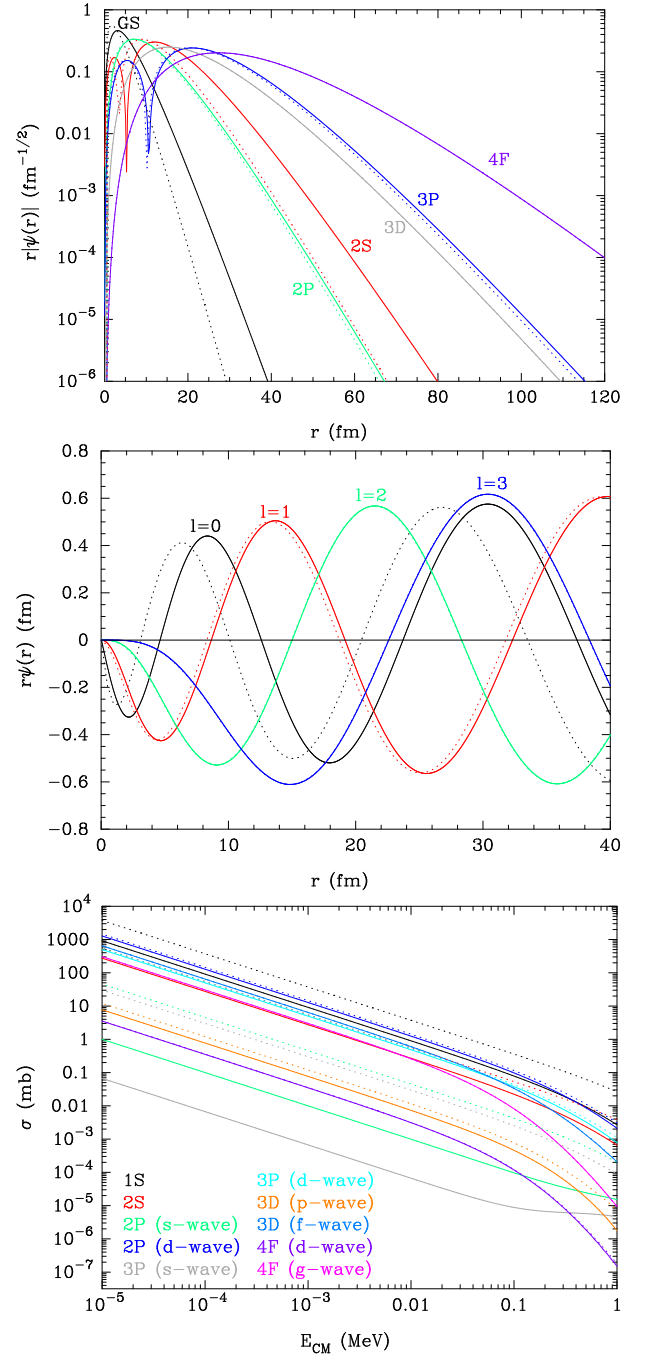 1
0.1
0.01
10⁻³
10⁻⁴
10⁻⁵
10⁻⁶
r|ψ(r)| (fm⁻¹/²)
GS
4F
3P
3D
2S
2P
0 20 40 60 80 100 120
r (fm)
0.8
0.6
0.4
0.2
0
−0.2
−0.4
−0.6
−0.8
rψ(r) (fm)
l=0
l=1
l=2
l=3
0 10 20 30 40
r (fm)
10⁴
1000
100
10
1
0.1
0.01
10⁻³
10⁻⁴
10⁻⁵
10⁻⁶
10⁻⁷
σ (mb)
1S
2S
2P (s−wave)
2P (d−wave)
3P (s−wave)
3P (d−wave)
3D (p−wave)
3D (f−wave)
4F (d−wave)
4F (g−wave)
10⁻⁵ 10⁻⁴ 10⁻³ 0.01 0.1 1
E_CM (MeV)